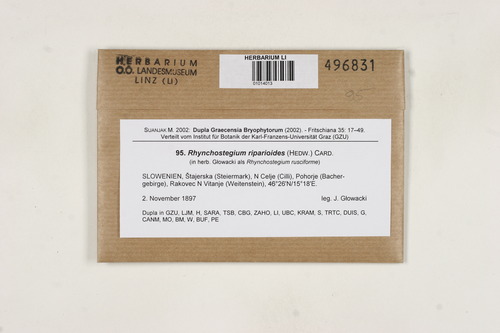 HERBARIUM
O.Ö. LANDESMUSEUM
LINZ (LI)
HERBARIUM LI
01014013
496831
95
SUANJAK M. 2002: Dupla Graecensia Bryophytorum (2002). - Fritschiana 35: 17–49.
Verteilt vom Institut für Botanik der Karl-Franzens-Universität Graz (GZU)
95. Rhynchostegium riparioides (HEDW.) CARD.
(in herb. Głowacki als Rhynchostegium rusciforme)
SLOWENIEN, Štajerska (Steiermark), N Celje (Cilli), Pohorje (Bacher-
gebirge), Rakovec N Vitanje (Weitenstein), 46°26'N/15°18'E.
2. November 1897 leg. J. Głowacki
Dupla in GZU, LJM, H, SARA, TSB, CBG, ZAHO, LI, UBC, KRAM, S, TRTC, DUIS, G,
CANM, MO, BM, W, BUF, PE